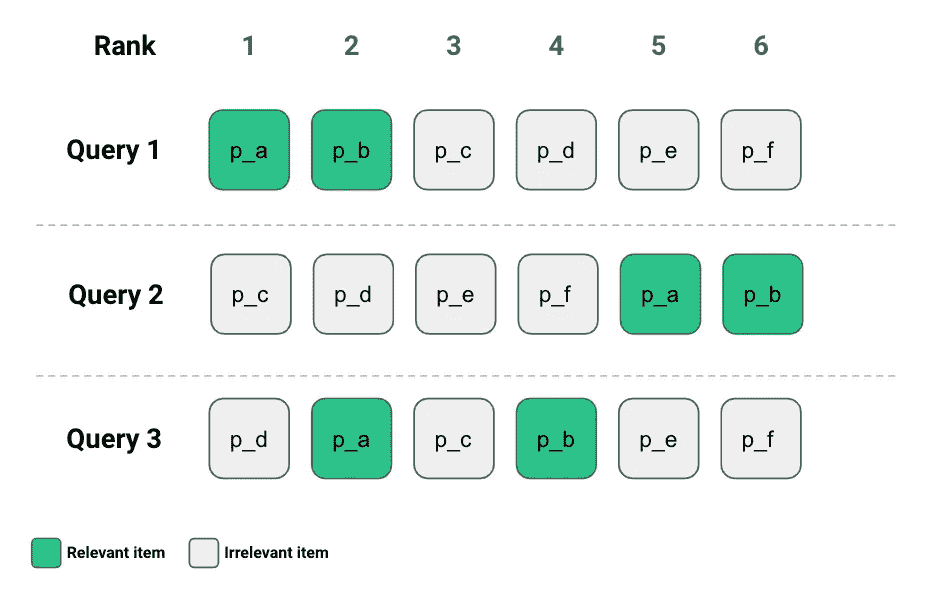 Rank 1 2 3 4 5 6
Query 1 p_a p_b p_c p_d p_e p_f
Query 2 p_c p_d p_e p_f p_a p_b
Query 3 p_d p_a p_c p_b p_e p_f
Relevant item Irrelevant item